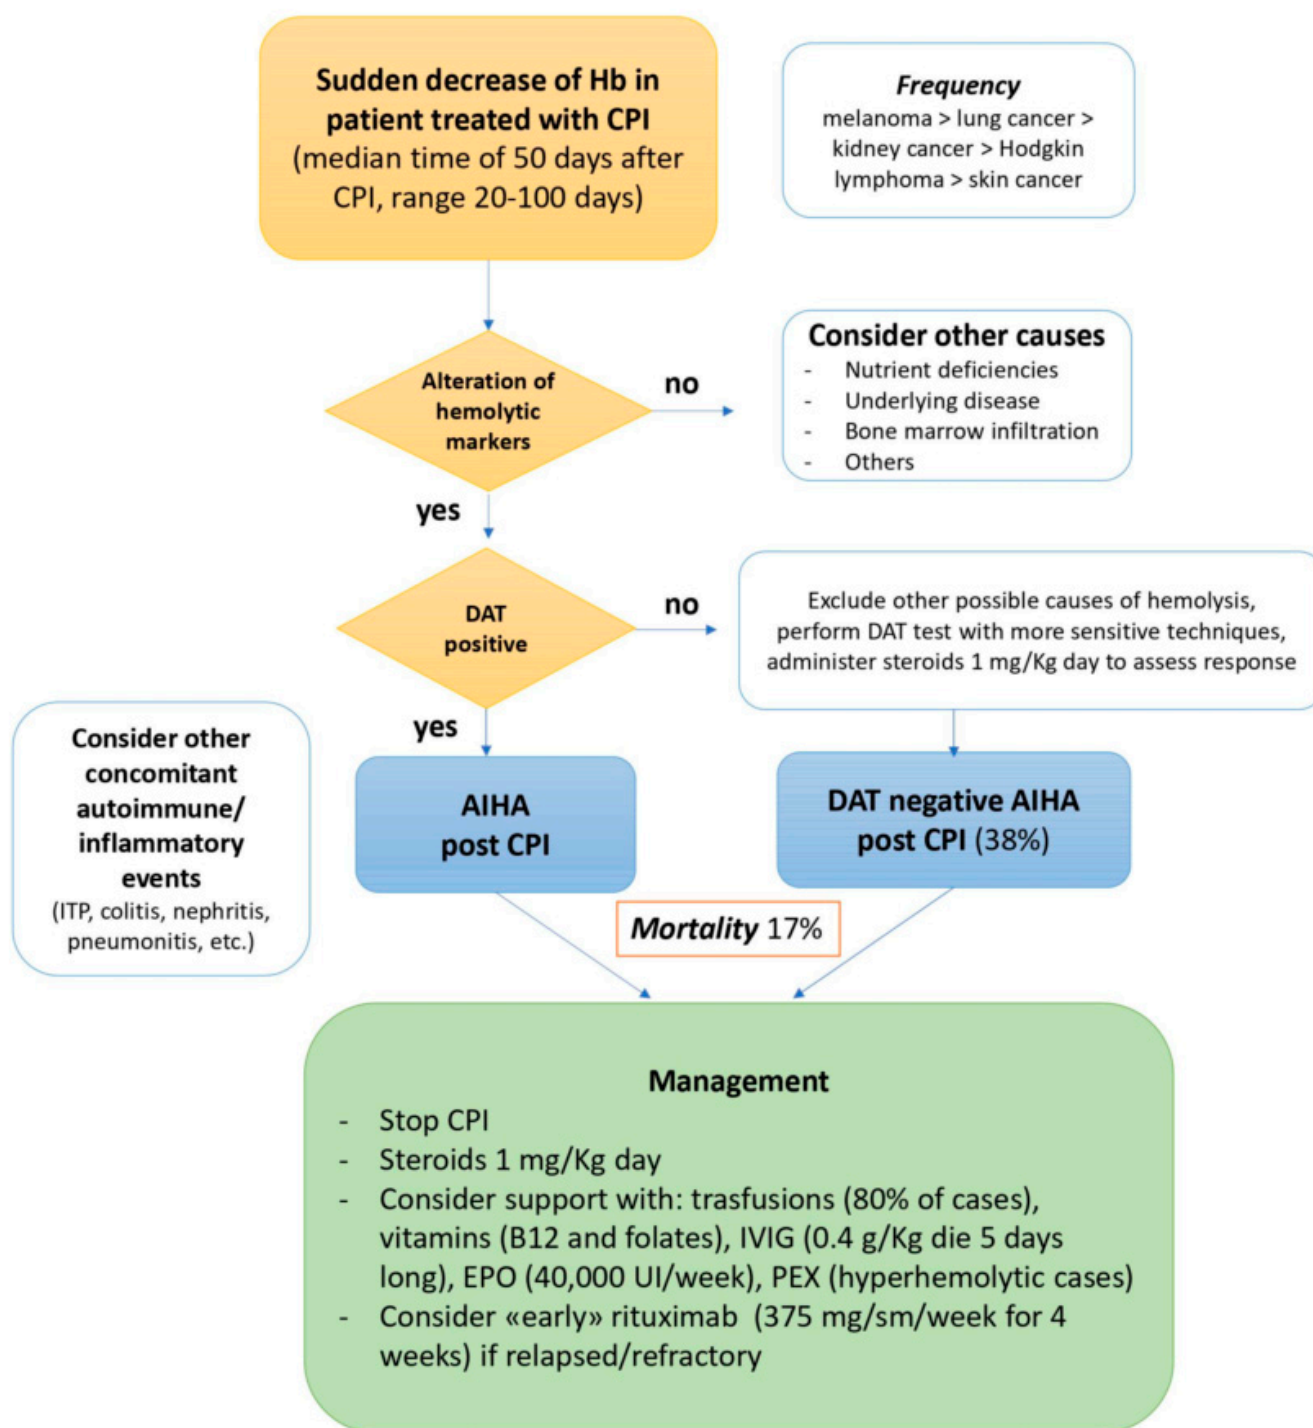 Sudden decrease of Hb in
patient treated with CPI
(median time of 50 days after
CPI, range 20-100 days)
Frequency
melanoma > lung cancer >
kidney cancer > Hodgkin
lymphoma > skin cancer
Alteration of
hemolytic
markers
no
Consider other causes
- Nutrient deficiencies
- Underlying disease
- Bone marrow infiltration
- Others
yes
DAT
positive
no
Exclude other possible causes of hemolysis,
perform DAT test with more sensitive techniques,
administer steroids 1 mg/Kg day to assess response
yes
Consider other
concomitant
autoimmune/
inflammatory
events
(ITP, colitis, nephritis,
pneumonitis, etc.)
AIHA
post CPI
DAT negative AIHA
post CPI (38%)
Mortality 17%
Management
- Stop CPI
- Steroids 1 mg/Kg day
- Consider support with: trasfusions (80% of cases),
vitamins (B12 and folates), IVIG (0.4 g/Kg die 5 days
long), EPO (40,000 UI/week), PEX (hyperhemolytic cases)
- Consider «early» rituximab (375 mg/sm/week for 4
weeks) if relapsed/refractory